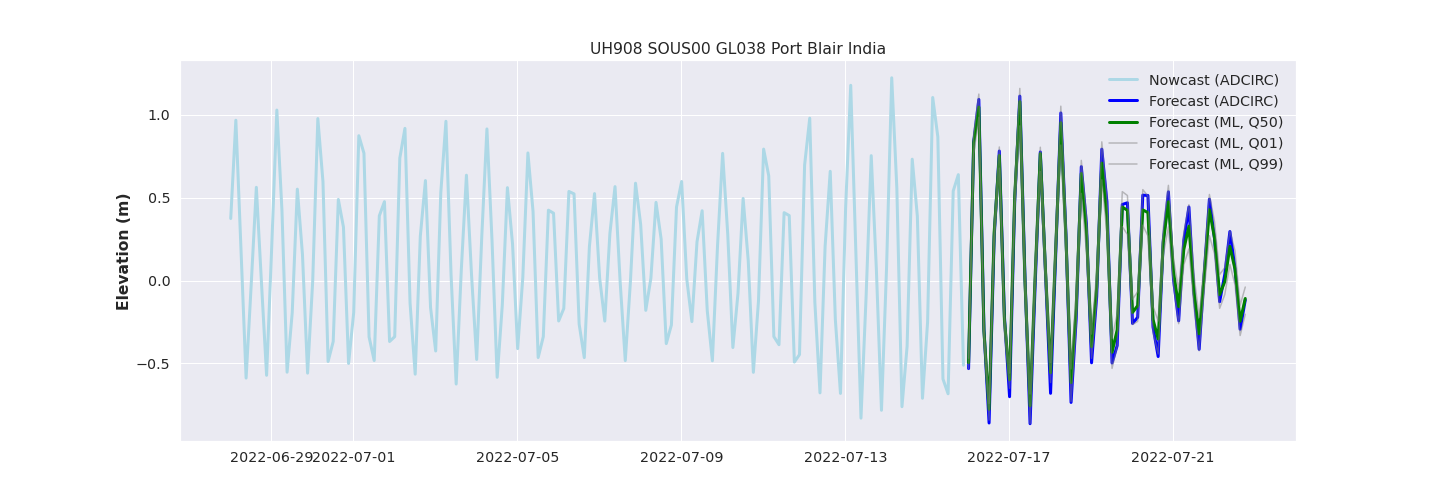 UH908 SOUS00 GL038 Port Blair India
Nowcast (ADCIRC)
Forecast (ADCIRC)
Forecast (ML, Q50)
Forecast (ML, Q01)
Forecast (ML, Q99)
Elevation (m)
1.0
0.5
0.0
−0.5
2022-06-29
2022-07-01
2022-07-05
2022-07-09
2022-07-13
2022-07-17
2022-07-21